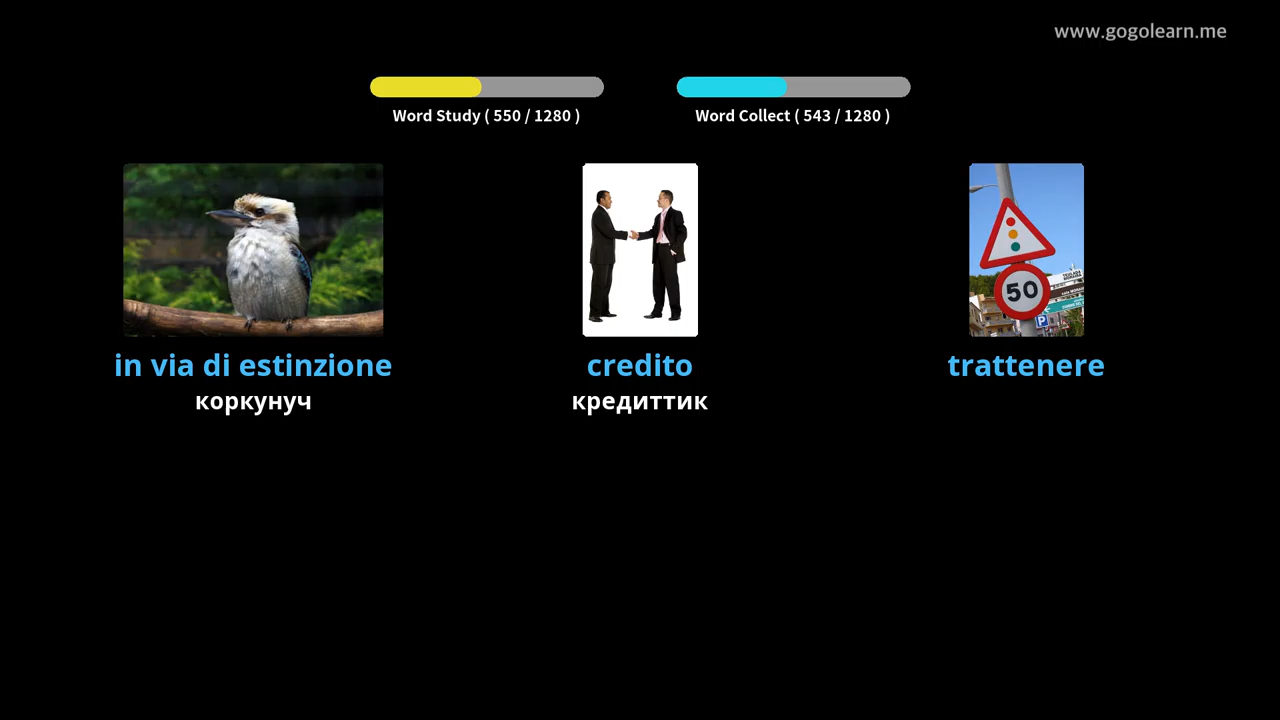 www.gogolearn.me
Word Study ( 550 / 1280 )
Word Collect ( 543 / 1280 )
50
P
in via di estinzione
credito
trattenere
коркунуч
кредиттик